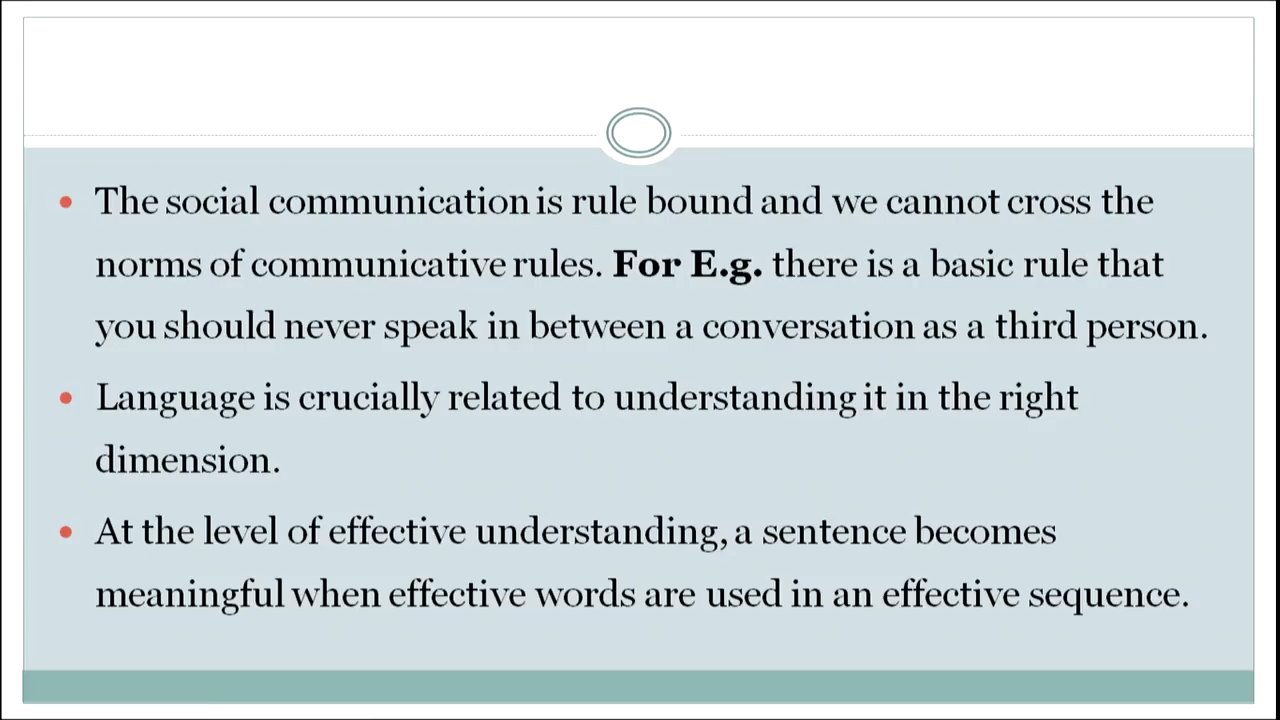 • The social communication is rule bound and we cannot cross the
norms of communicative rules. For E.g. there is a basic rule that
you should never speak in between a conversation as a third person.
• Language is crucially related to understanding it in the right
dimension.
• At the level of effective understanding, a sentence becomes
meaningful when effective words are used in an effective sequence.